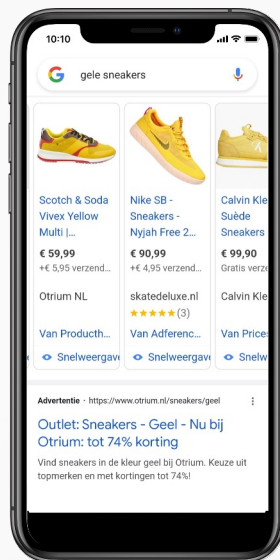 10:10
gele sneakers
Scotch & Soda
Vivex Yellow
Multi |...
€ 59,99
+€ 5,95 verzend...
Otrium NL
Van Producth...
Snelweergav
Nike SB -
Sneakers -
Nyjah Free 2...
€ 90,99
+€ 4,95 verzend...
skatedeluxe.nl
★★★★★(3)
Van Adferenc...
Snelweergave
Calvin Kle
Suède
Sneakers
€ 99,90
Gratis verze
Calvin Kle
Van Price
Snelweerga
Advertentie · https://www.otrium.nl/sneakers/geel
Outlet: Sneakers - Geel - Nu bij
Otrium: tot 74% korting
Vind sneakers in de kleur geel bij Otrium. Keuze uit
topmerken en met kortingen tot 74%!